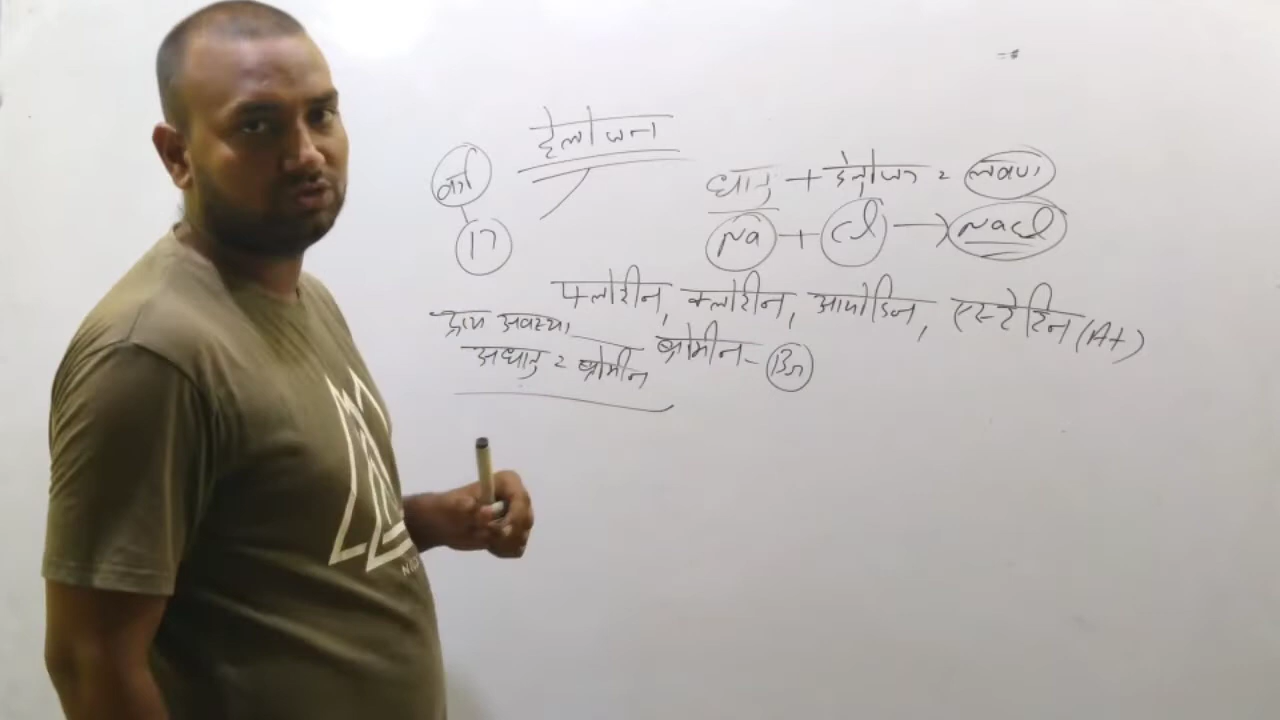 हैलोजन
वर्ग
17
धातु + हैलोजन = लवण
Na + Cl → NaCl
फ्लोरीन, क्लोरीन, आयोडिन, एस्टेटिन (At)
द्रव अवस्था
अधातु = ब्रोमीन
ब्रोमीन - Br